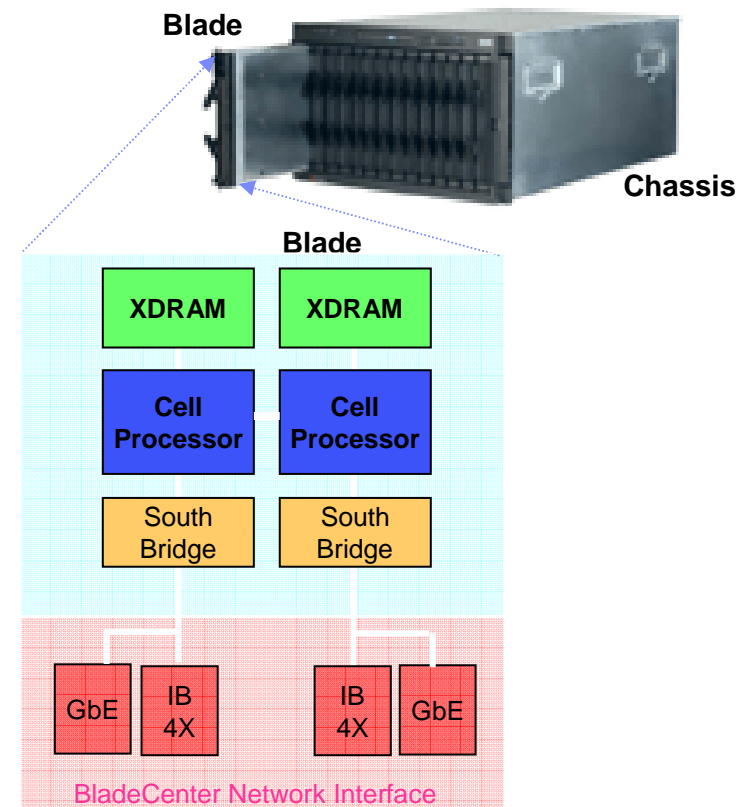 Blade
Chassis
Blade
XDRAM
XDRAM
Cell
Processor
Cell
Processor
South
Bridge
South
Bridge
GbE
IB
4X
IB
4X
GbE
BladeCenter Network Interface